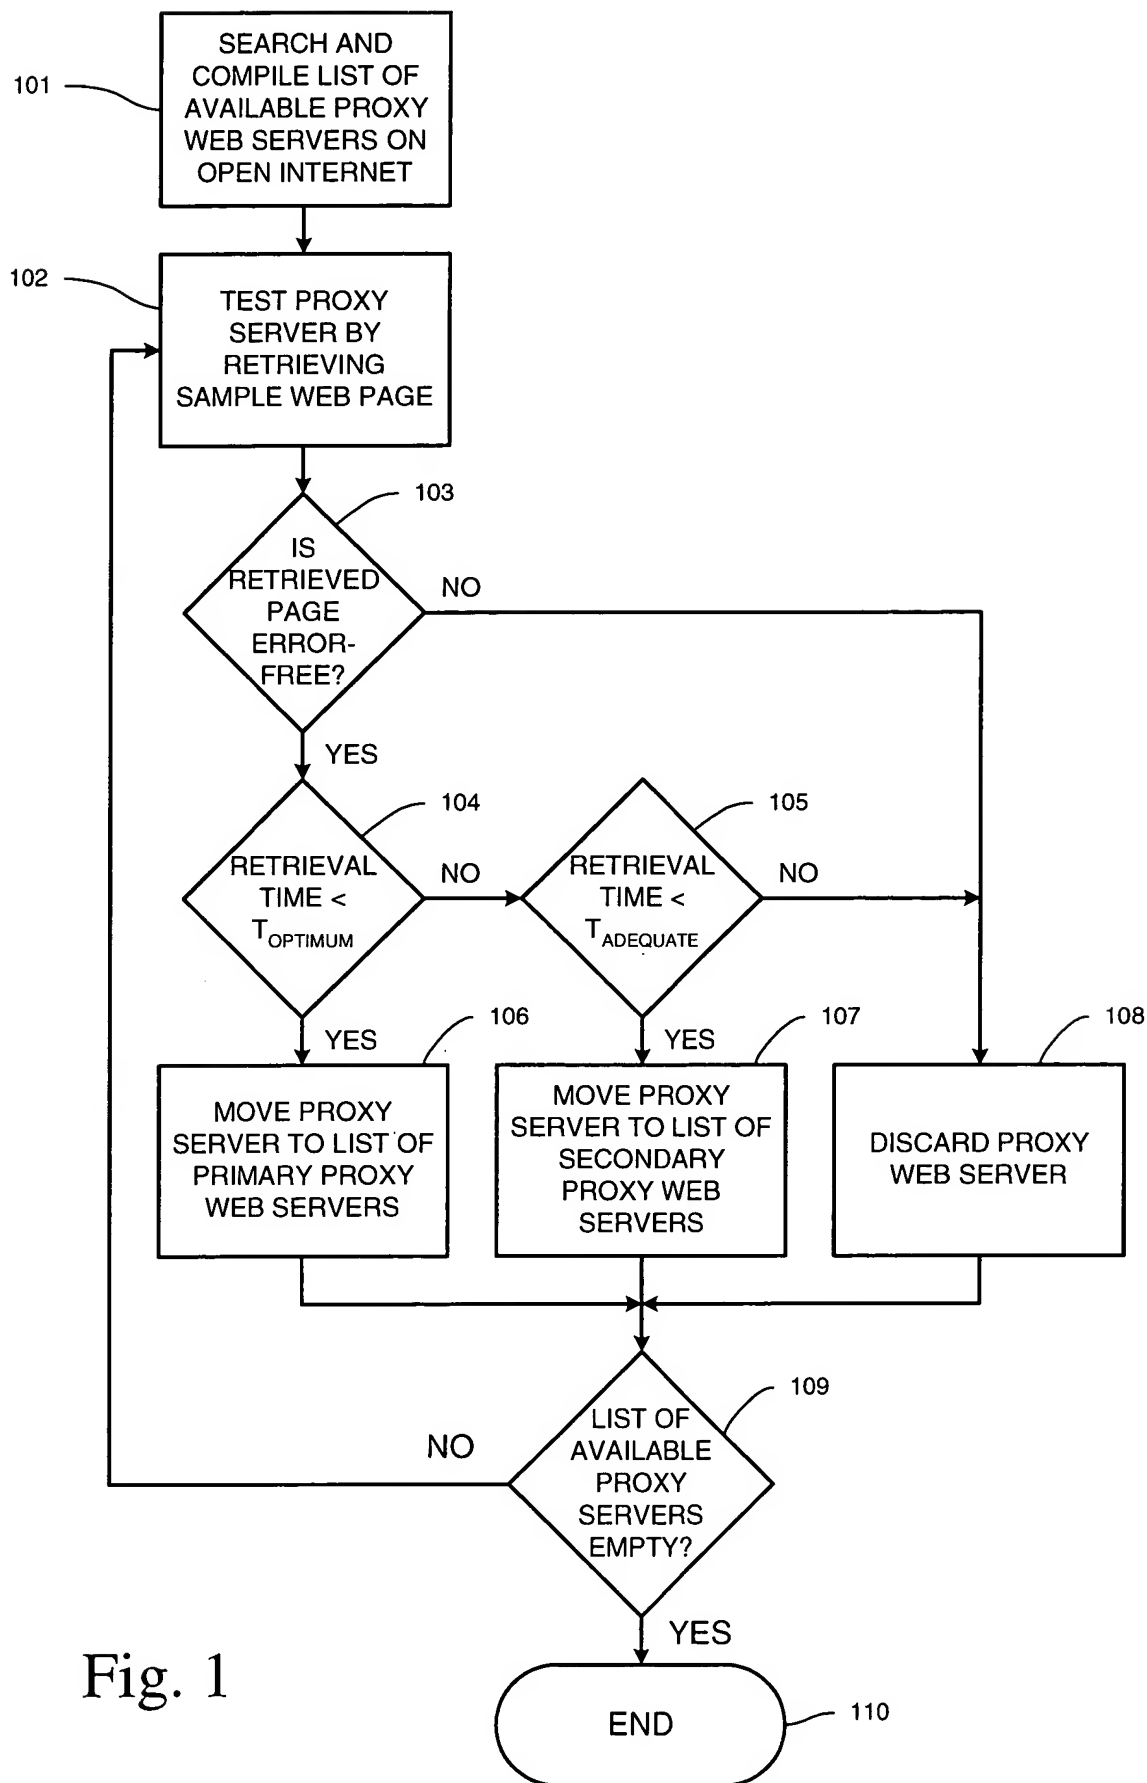 SEARCH AND
COMPILE LIST OF
AVAILABLE PROXY
WEB SERVERS ON
OPEN INTERNET
101
TEST PROXY
SERVER BY
RETRIEVING
SAMPLE WEB PAGE
102
103
IS
RETRIEVED
PAGE
ERROR-
FREE?
NO
YES
104
RETRIEVAL
TIME <
T OPTIMUM
NO
105
RETRIEVAL
TIME <
T ADEQUATE
NO
YES
106
MOVE PROXY
SERVER TO LIST OF
PRIMARY PROXY
WEB SERVERS
YES
107
MOVE PROXY
SERVER TO LIST OF
SECONDARY
PROXY WEB
SERVERS
108
DISCARD PROXY
WEB SERVER
109
LIST OF
AVAILABLE
PROXY
SERVERS
EMPTY?
NO
YES
END
110
Fig. 1